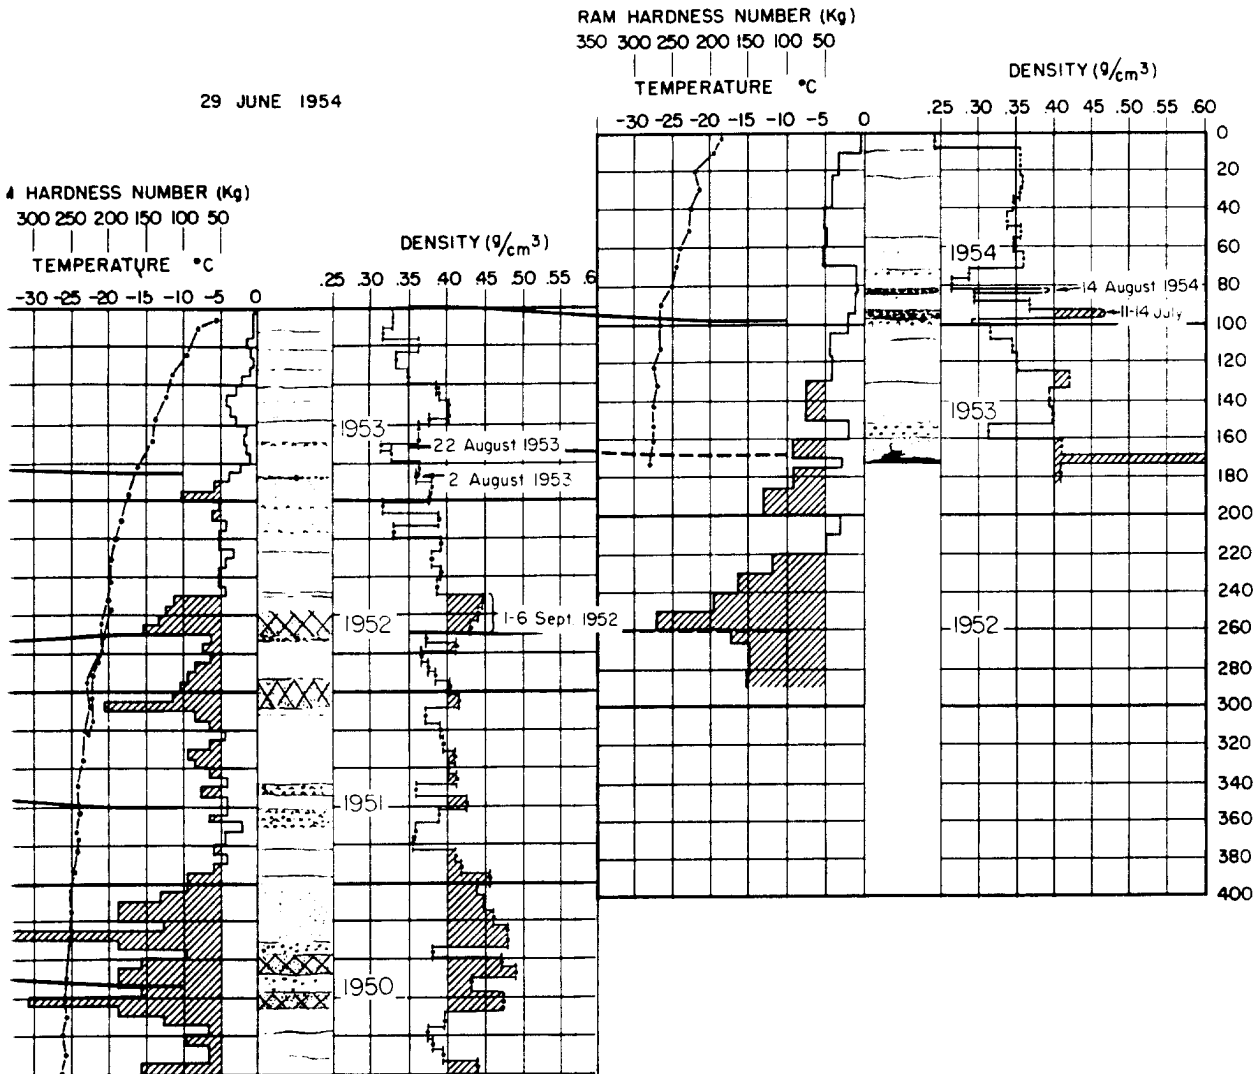 RAM HARDNESS NUMBER (Kg)
350 300 250 200 150 100 50
TEMPERATURE °C
-30 -25 -20 -15 -10 -5 0
DENSITY (g/cm3)
.25 .30 .35 .40 .45 .50 .55 .60
29 JUNE 1954
HARDNESS NUMBER (Kg)
300 250 200 150 100 50
TEMPERATURE °C
-30 -25 -20 -15 -10 -5 0
DENSITY (g/cm3)
.25 .30 .35 .40 .45 .50 .55 .6
0
20
40
60
80
100
120
140
160
180
200
220
240
260
280
300
320
340
360
380
400
1954
14 August 1954
11-14 July
1953
1952
1953
22 August 1953
2 August 1953
1952
1-6 Sept. 1952
1951
1950